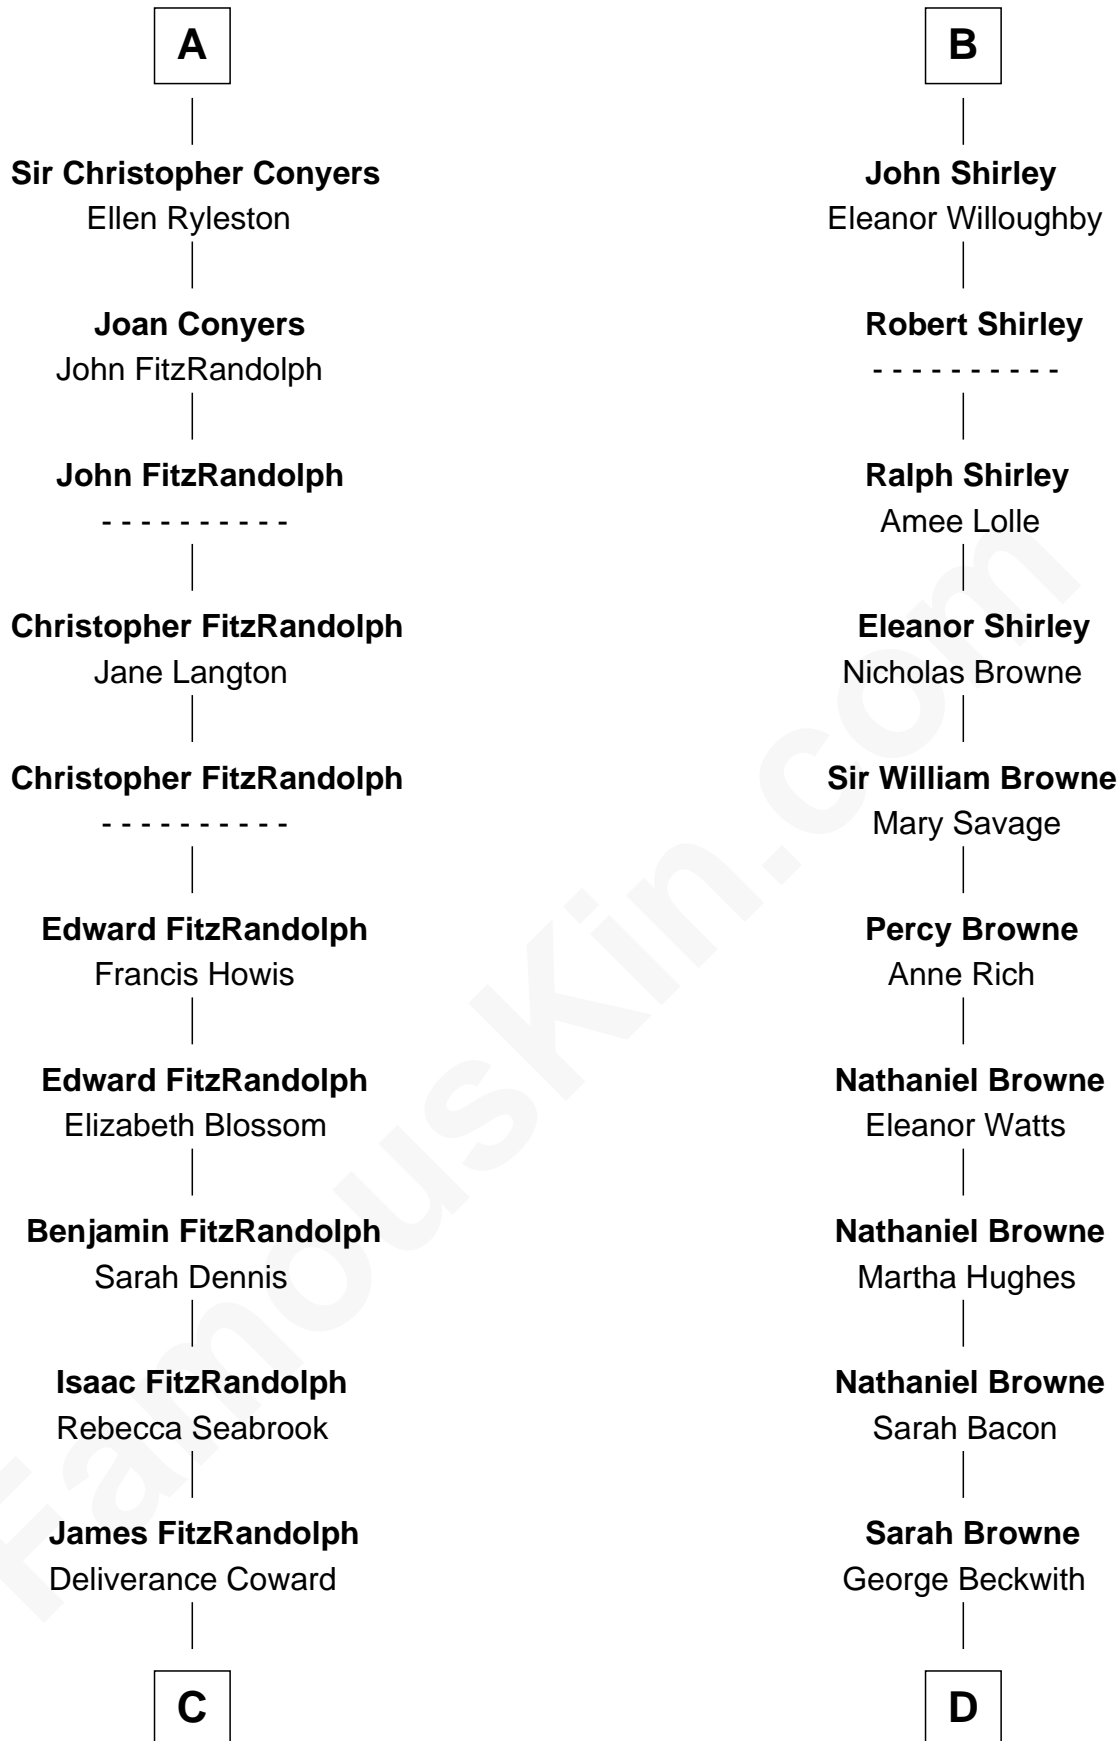 A
Sir Christopher Conyers
Ellen Ryleston
Joan Conyers
John FitzRandolph
John FitzRandolph
- - - - - - - - - -
Christopher FitzRandolph
Jane Langton
Christopher FitzRandolph
- - - - - - - - - -
Edward FitzRandolph
Francis Howis
Edward FitzRandolph
Elizabeth Blossom
Benjamin FitzRandolph
Sarah Dennis
Isaac FitzRandolph
Rebecca Seabrook
James FitzRandolph
Deliverance Coward
C
B
John Shirley
Eleanor Willoughby
Robert Shirley
- - - - - - - - - -
Ralph Shirley
Amee Lolle
Eleanor Shirley
Nicholas Browne
Sir William Browne
Mary Savage
Percy Browne
Anne Rich
Nathaniel Browne
Eleanor Watts
Nathaniel Browne
Martha Hughes
Nathaniel Browne
Sarah Bacon
Sarah Browne
George Beckwith
D
FamousKin.com